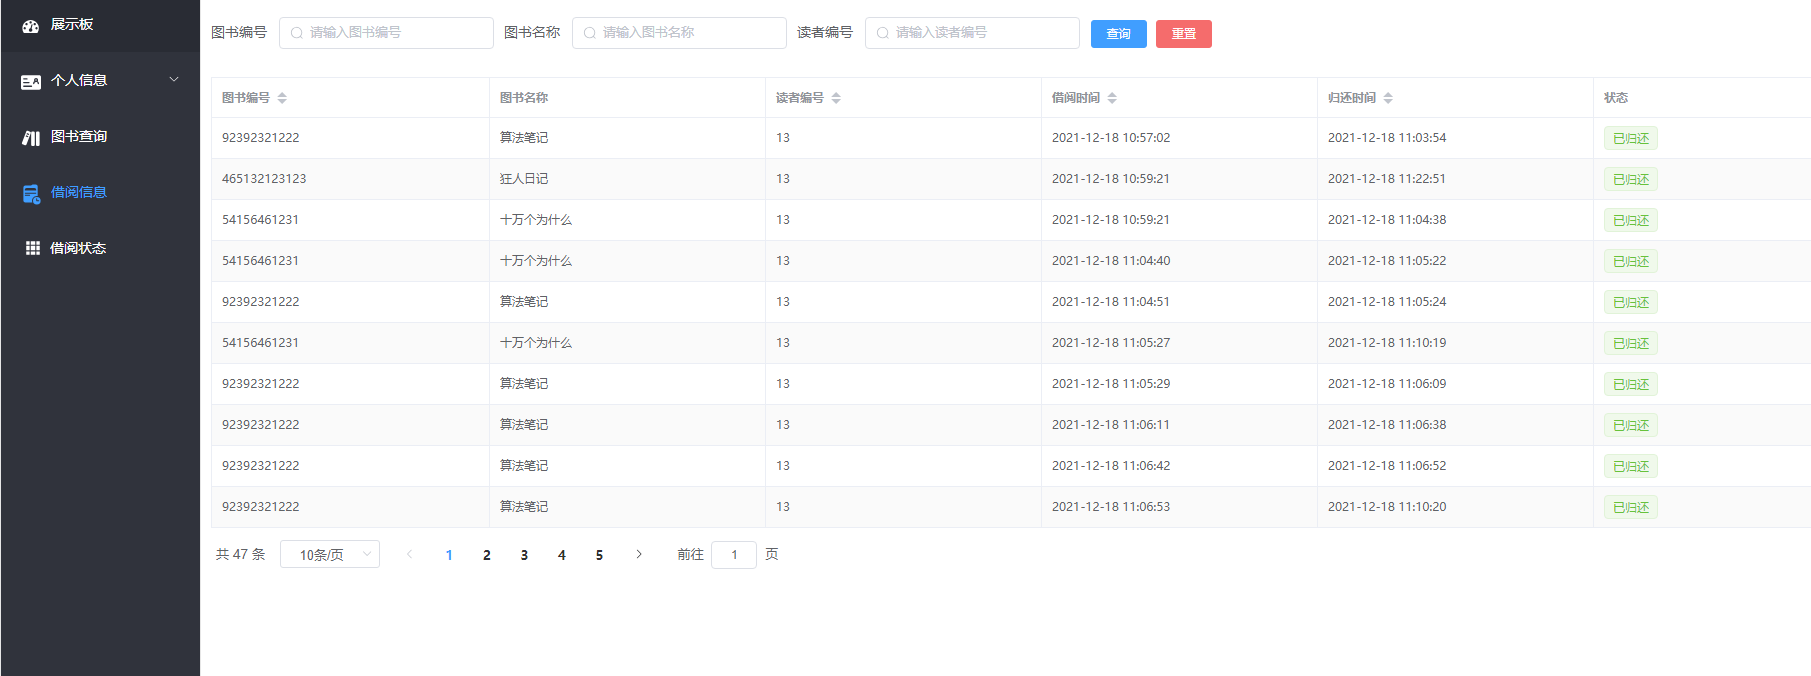 展示板
个人信息
图书查询
借阅信息
借阅状态
图书编号 请输入图书编号 图书名称 请输入图书名称 读者编号 请输入读者编号 查询 重置
图书编号 图书名称 读者编号 借阅时间 归还时间 状态
92392321222 算法笔记 13 2021-12-18 10:57:02 2021-12-18 11:03:54 已归还
465132123123 狂人日记 13 2021-12-18 10:59:21 2021-12-18 11:22:51 已归还
54156461231 十万个为什么 13 2021-12-18 10:59:21 2021-12-18 11:04:38 已归还
54156461231 十万个为什么 13 2021-12-18 11:04:40 2021-12-18 11:05:22 已归还
92392321222 算法笔记 13 2021-12-18 11:04:51 2021-12-18 11:05:24 已归还
54156461231 十万个为什么 13 2021-12-18 11:05:27 2021-12-18 11:10:19 已归还
92392321222 算法笔记 13 2021-12-18 11:05:29 2021-12-18 11:06:09 已归还
92392321222 算法笔记 13 2021-12-18 11:06:11 2021-12-18 11:06:38 已归还
92392321222 算法笔记 13 2021-12-18 11:06:42 2021-12-18 11:06:52 已归还
92392321222 算法笔记 13 2021-12-18 11:06:53 2021-12-18 11:10:20 已归还
共 47 条 10条/页 1 2 3 4 5 前往 1 页